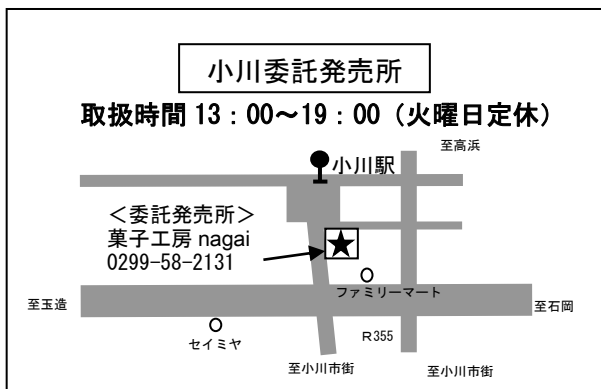 小川委託発売所
取扱時間 13：00～19：00（火曜日定休）
至高浜
小川駅
＜委託発売所＞
菓子工房 nagai
0299-58-2131
ファミリーマート
至玉造
至石岡
セイミヤ
R355
至小川市街
至小川市街